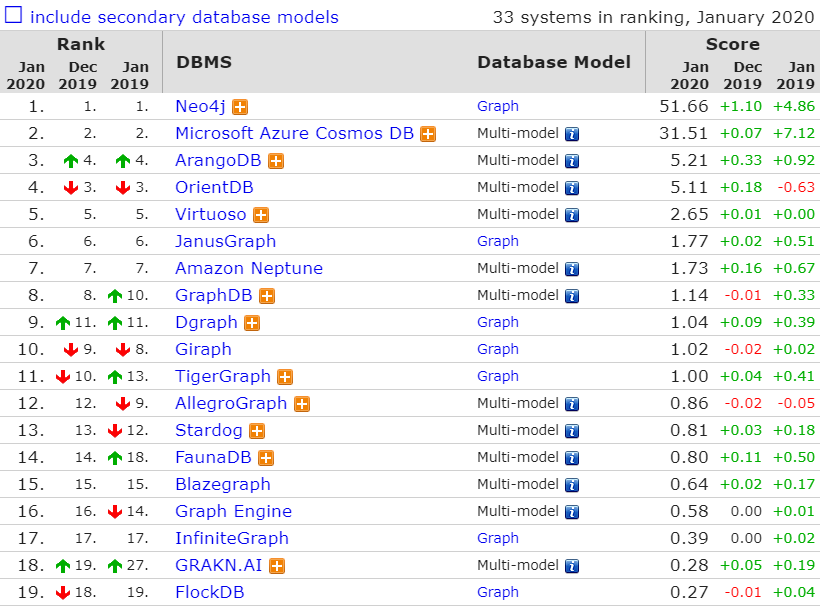 include secondary database models 33 systems in ranking, January 2020
Rank DBMS Database Model Score
Jan Dec Jan Jan Dec Jan
2020 2019 2019 2020 2019 2019
1. 1. 1. Neo4j Graph 51.66 +1.10 +4.86
2. 2. 2. Microsoft Azure Cosmos DB Multi-model i 31.51 +0.07 +7.12
3. 4. 4. ArangoDB Multi-model i 5.21 +0.33 +0.92
4. 3. 3. OrientDB Multi-model i 5.11 +0.18 -0.63
5. 5. 5. Virtuoso Multi-model i 2.65 +0.01 +0.00
6. 6. 6. JanusGraph Graph 1.77 +0.02 +0.51
7. 7. 7. Amazon Neptune Multi-model i 1.73 +0.16 +0.67
8. 8. 10. GraphDB Multi-model i 1.14 -0.01 +0.33
9. 11. 11. Dgraph Graph 1.04 +0.09 +0.39
10. 9. 8. Giraph Graph 1.02 -0.02 +0.02
11. 10. 13. TigerGraph Graph 1.00 +0.04 +0.41
12. 12. 9. AllegroGraph Multi-model i 0.86 -0.02 -0.05
13. 13. 12. Stardog Multi-model i 0.81 +0.03 +0.18
14. 14. 18. FaunaDB Multi-model i 0.80 +0.11 +0.50
15. 15. 15. Blazegraph Multi-model i 0.64 +0.02 +0.17
16. 16. 14. Graph Engine Multi-model i 0.58 0.00 +0.01
17. 17. 17. InfiniteGraph Graph 0.39 0.00 +0.02
18. 19. 27. GRAKN.AI Multi-model i 0.28 +0.05 +0.19
19. 18. 19. FlockDB Graph 0.27 -0.01 +0.04